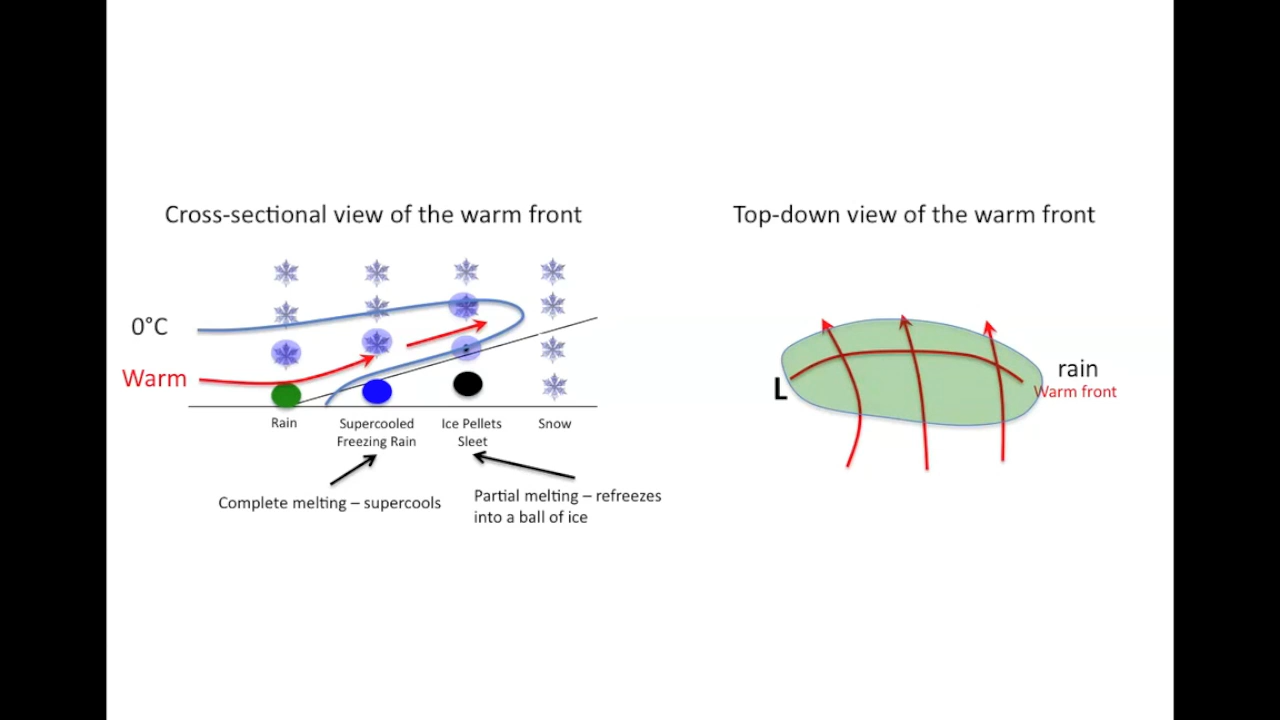 Cross-sectional view of the warm front
Top-down view of the warm front
0°C
Warm
Rain
Supercooled
Freezing Rain
Ice Pellets
Sleet
Snow
Complete melting – supercools
Partial melting – refreezes
into a ball of ice
L
rain
Warm front